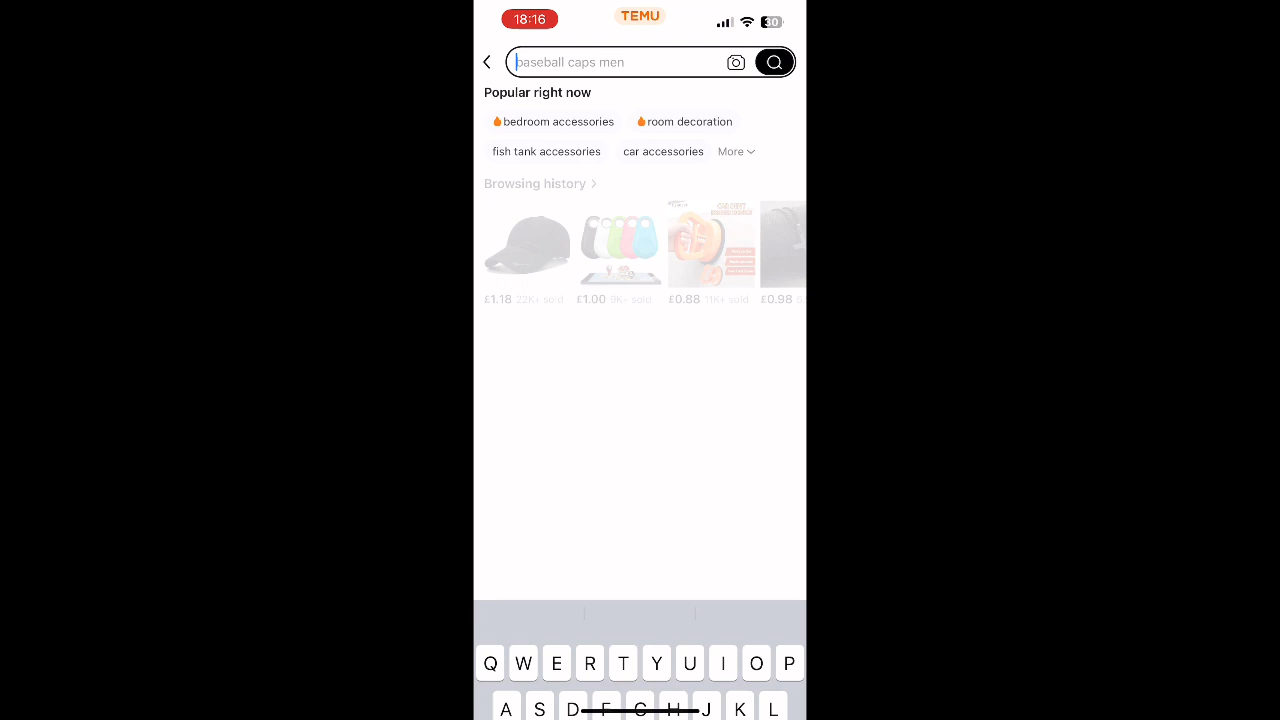 18:16
TEMU
30
baseball caps men
Popular right now
bedroom accessories
room decoration
fish tank accessories
car accessories
More
Browsing history
£1.18 22K+ sold
£1.00 9K+ sold
£0.88 11K+ sold
£0.98
Q W E R T Y U I O P
A S D F G H J K L